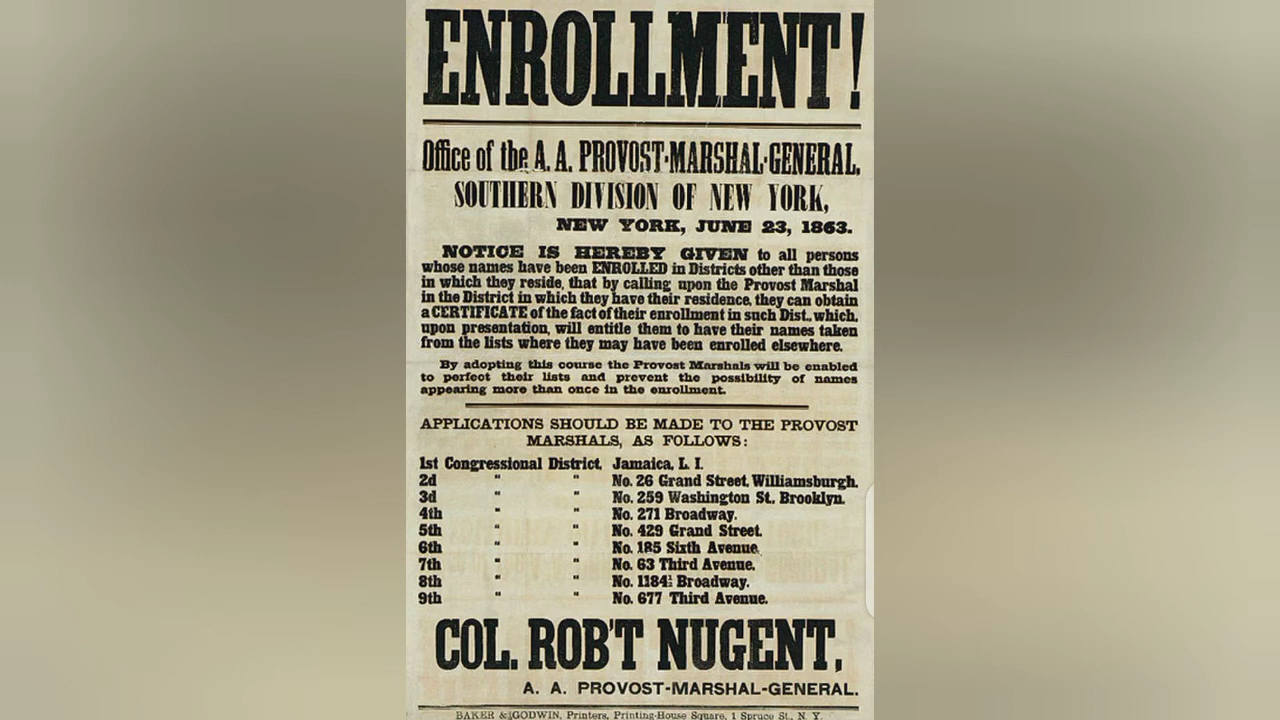 ENROLLMENT!
Office of the A. A. PROVOST-MARSHAL-GENERAL,
SOUTHERN DIVISION OF NEW YORK,
NEW YORK, JUNE 23, 1863.
NOTICE IS HEREBY GIVEN to all persons
whose names have been ENROLLED in Districts other than those
in which they reside, that by calling upon the Provost Marshal
in the District in which they have their residence, they can obtain
a CERTIFICATE of the fact of their enrollment in such Dist., which,
upon presentation, will entitle them to have their names taken
from the lists where they may have been enrolled elsewhere.
By adopting this course the Provost Marshals will be enabled
to perfect their lists and prevent the possibility of names
appearing more than once in the enrollment.
APPLICATIONS SHOULD BE MADE TO THE PROVOST
MARSHALS, AS FOLLOWS:
1st Congressional District, Jamaica, L. I.
2d " " No. 26 Grand Street, Williamsburgh.
3d " " No. 259 Washington St., Brooklyn.
4th " " No. 271 Broadway.
5th " " No. 429 Grand Street.
6th " " No. 185 Sixth Avenue.
7th " " No. 63 Third Avenue.
8th " " No. 1184½ Broadway.
9th " " No. 677 Third Avenue.
COL. ROB'T NUGENT,
A. A. PROVOST-MARSHAL-GENERAL.
BAKER & GODWIN, Printers, Printing-House Square, 1 Spruce St., N. Y.